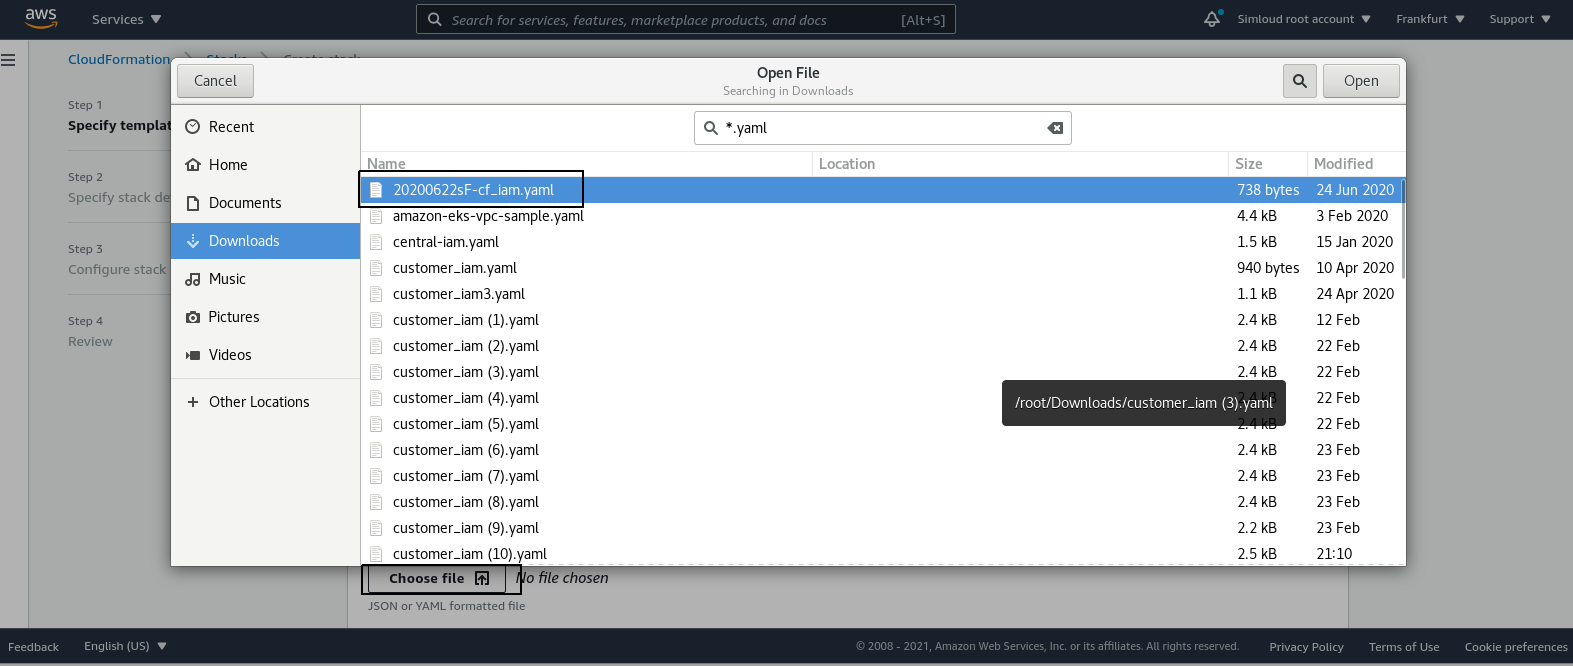 aws Services Search for services, features, marketplace products, and docs [Alt+S] Simloud root account Frankfurt Support
CloudFormation Stacks Create stack
Cancel Open File Open
Searching in Downloads
Step 1
Specify templat
Step 2
Specify stack de
Step 3
Configure stack
Step 4
Review
Recent
Home
Documents
Downloads
Music
Pictures
Videos
Other Locations
*.yaml
Name Location Size Modified
20200622sF-cf_iam.yaml 738 bytes 24 Jun 2020
amazon-eks-vpc-sample.yaml 4.4 kB 3 Feb 2020
central-iam.yaml 1.5 kB 15 Jan 2020
customer_iam.yaml 940 bytes 10 Apr 2020
customer_iam3.yaml 1.1 kB 24 Apr 2020
customer_iam (1).yaml 2.4 kB 12 Feb
customer_iam (2).yaml 2.4 kB 22 Feb
customer_iam (3).yaml 2.4 kB 22 Feb
customer_iam (4).yaml 2.4 kB 22 Feb
/root/Downloads/customer_iam (3).yaml
customer_iam (5).yaml 2.4 kB 22 Feb
customer_iam (6).yaml 2.4 kB 23 Feb
customer_iam (7).yaml 2.4 kB 23 Feb
customer_iam (8).yaml 2.4 kB 23 Feb
customer_iam (9).yaml 2.2 kB 23 Feb
customer_iam (10).yaml 2.5 kB 21:10
Choose file No file chosen
JSON or YAML formatted file
Feedback English (US) © 2008 - 2021, Amazon Web Services, Inc. or its affiliates. All rights reserved. Privacy Policy Terms of Use Cookie preferences